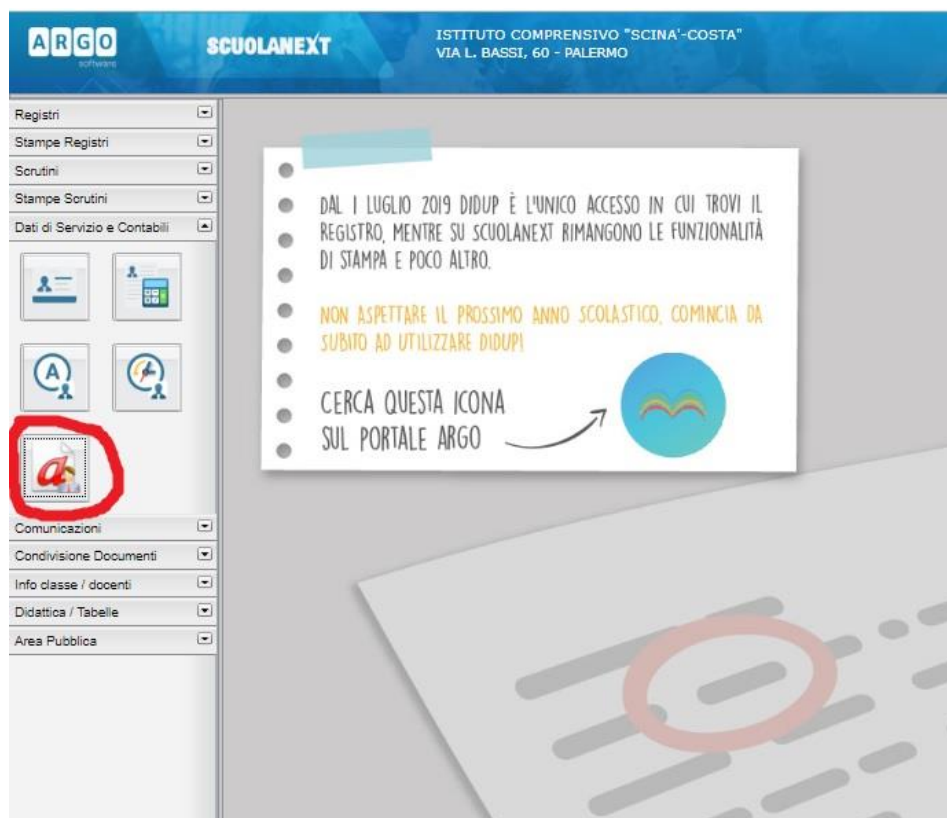 ARGO
software
SCUOLANEXT
ISTITUTO COMPRENSIVO "SCINA'-COSTA"
VIA L. BASSI, 60 - PALERMO
Registri
Stampe Registri
Scrutini
Stampe Scrutini
Dati di Servizio e Contabili
A
a
Comunicazioni
Condivisione Documenti
Info classe / docenti
Didattica / Tabelle
Area Pubblica
DAL 1 LUGLIO 2019 DIDUP È L'UNICO ACCESSO IN CUI TROVI IL
REGISTRO, MENTRE SU SCUOLANEXT RIMANGONO LE FUNZIONALITÀ
DI STAMPA E POCO ALTRO.
NON ASPETTARE IL PROSSIMO ANNO SCOLASTICO, COMINCIA DA
SUBITO AD UTILIZZARE DIDUP!
CERCA QUESTA ICONA
SUL PORTALE ARGO